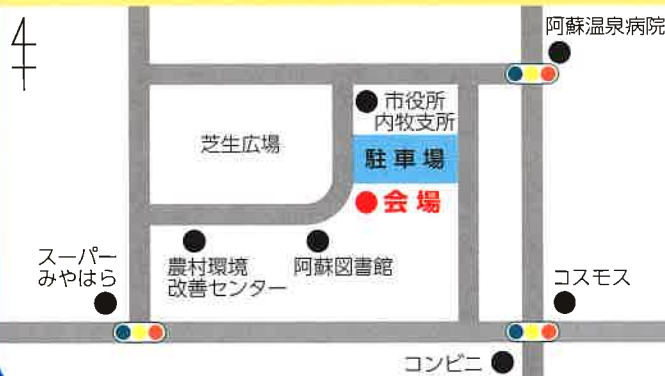 阿蘇温泉病院
市役所
内牧支所
芝生広場
駐車場
会場
スーパー
みやはら
農村環境
改善センター
阿蘇図書館
コスモス
コンビニ